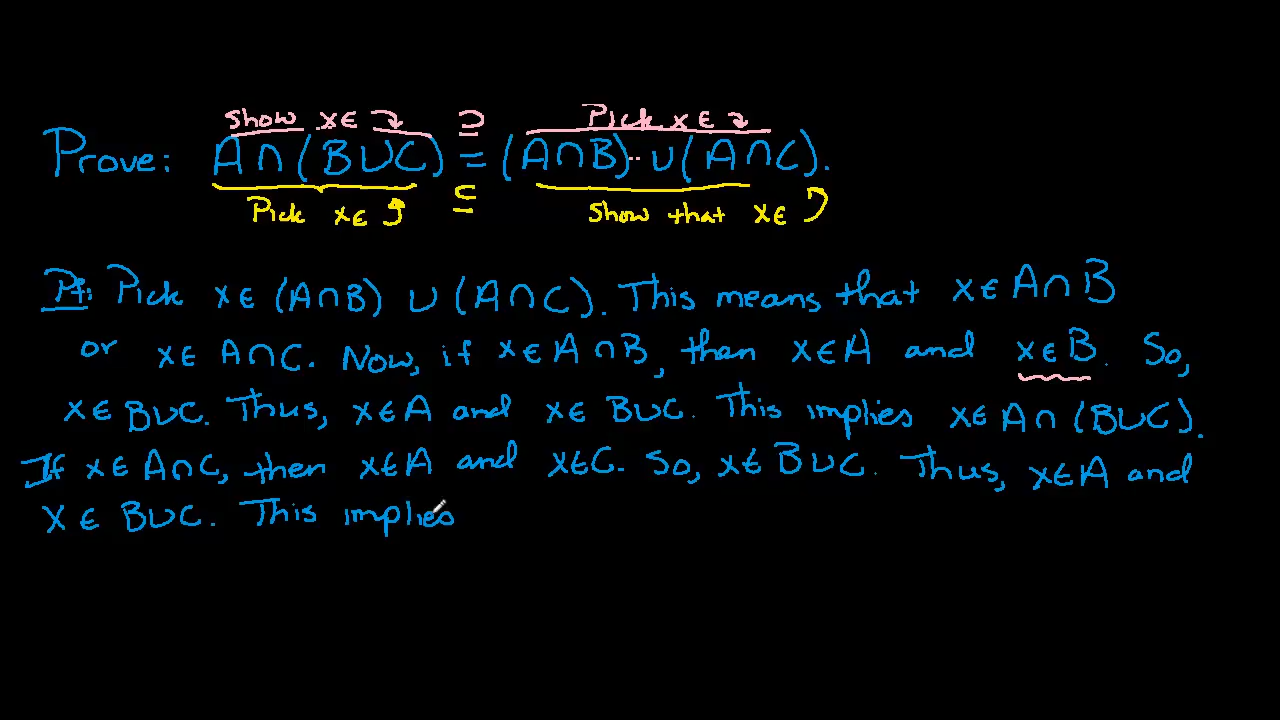 Show x∈ ⊇ Pick x ∈
Prove: A∩(B∪C) = (A∩B) ∪ (A∩C).
Pick x∈ ⊆ Show that x∈
Pf: Pick x∈ (A∩B) ∪ (A∩C). This means that x∈ A∩B
or x∈ A∩C. Now, if x∈A∩B, then x∈A and x∈B. So,
x∈B∪C. Thus, x∈A and x∈ B∪C. This implies x∈A∩(B∪C).
If x∈A∩C, then x∈A and x∈C. So, x∈B∪C. Thus, x∈A and
x∈ B∪C. This implies